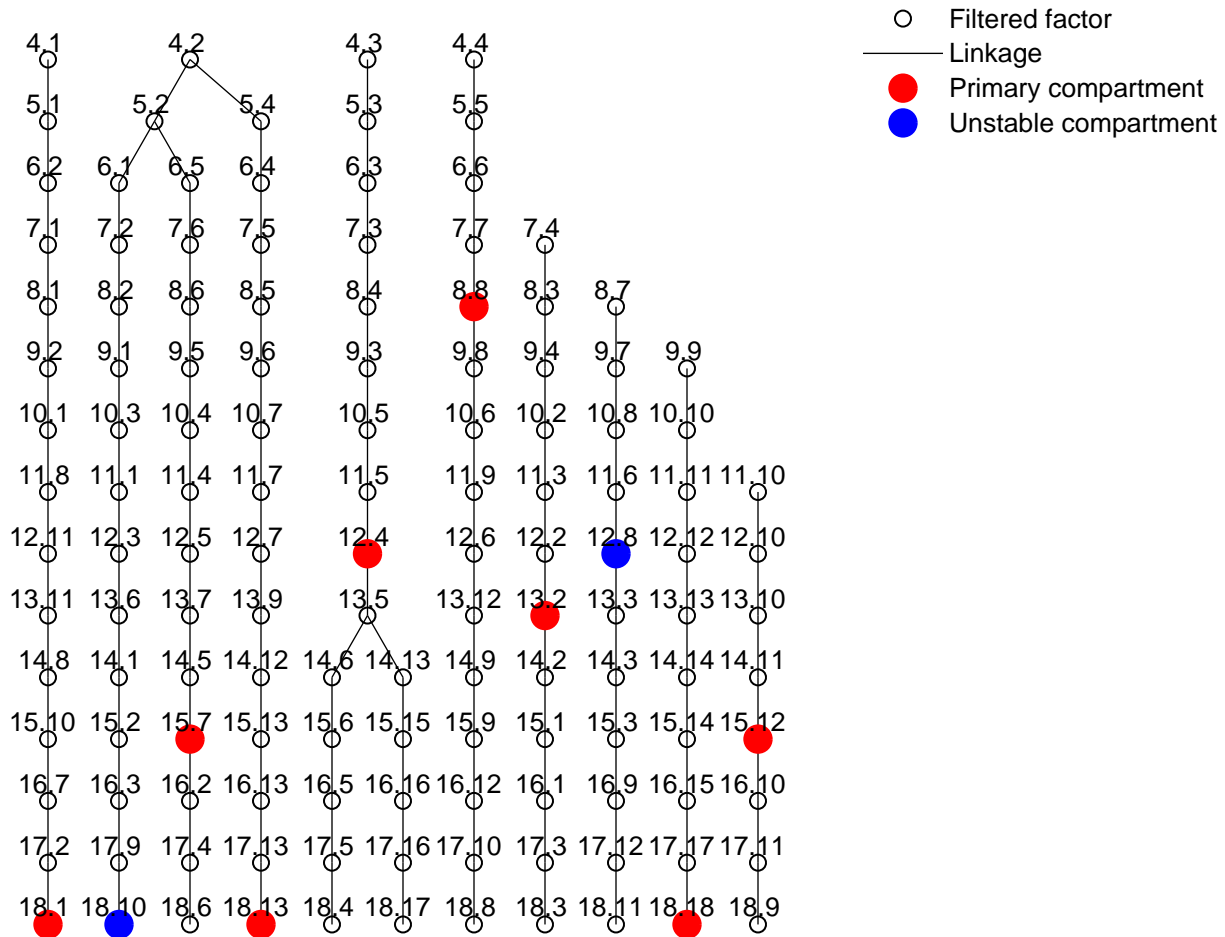 Filtered factor
Linkage
Primary compartment
Unstable compartment
4.1 4.2 4.3 4.4
5.1 5.2 5.4 5.3 5.5
6.2 6.1 6.5 6.4 6.3 6.6
7.1 7.2 7.6 7.5 7.3 7.7 7.4
8.1 8.2 8.6 8.5 8.4 8.8 8.3 8.7
9.2 9.1 9.5 9.6 9.3 9.8 9.4 9.7 9.9
10.1 10.3 10.4 10.7 10.5 10.6 10.2 10.8 10.10
11.8 11.1 11.4 11.7 11.5 11.9 11.3 11.6 11.11 11.10
12.11 12.3 12.5 12.7 12.4 12.6 12.2 12.8 12.12 12.10
13.11 13.6 13.7 13.9 13.5 13.12 13.2 13.3 13.13 13.10
14.8 14.1 14.5 14.12 14.6 14.13 14.9 14.2 14.3 14.14 14.11
15.10 15.2 15.7 15.13 15.6 15.15 15.9 15.1 15.3 15.14 15.12
16.7 16.3 16.2 16.13 16.5 16.16 16.12 16.1 16.9 16.15 16.10
17.2 17.9 17.4 17.13 17.5 17.16 17.10 17.3 17.12 17.17 17.11
18.1 18.10 18.6 18.13 18.4 18.17 18.8 18.3 18.11 18.18 18.9